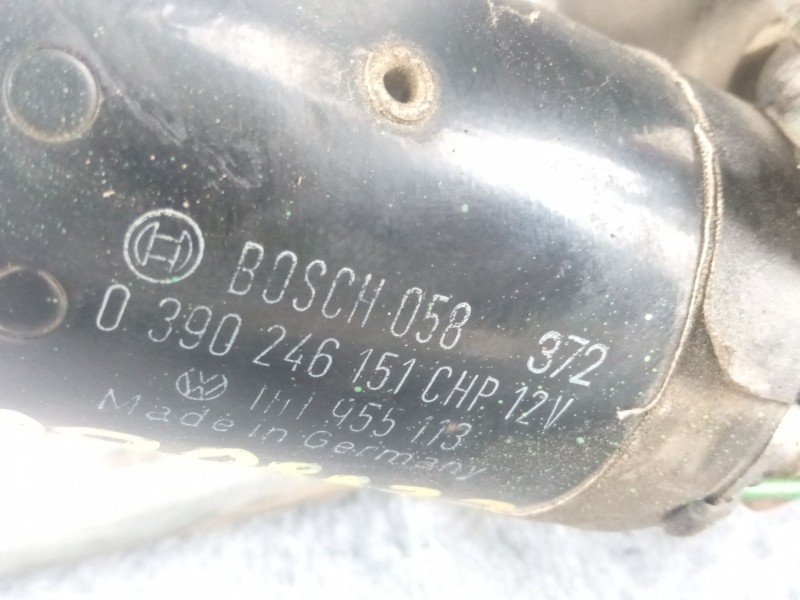 BOSCH 058 372
0 390 246 151 CHP 12V
1H1 955 113
Made in Germany